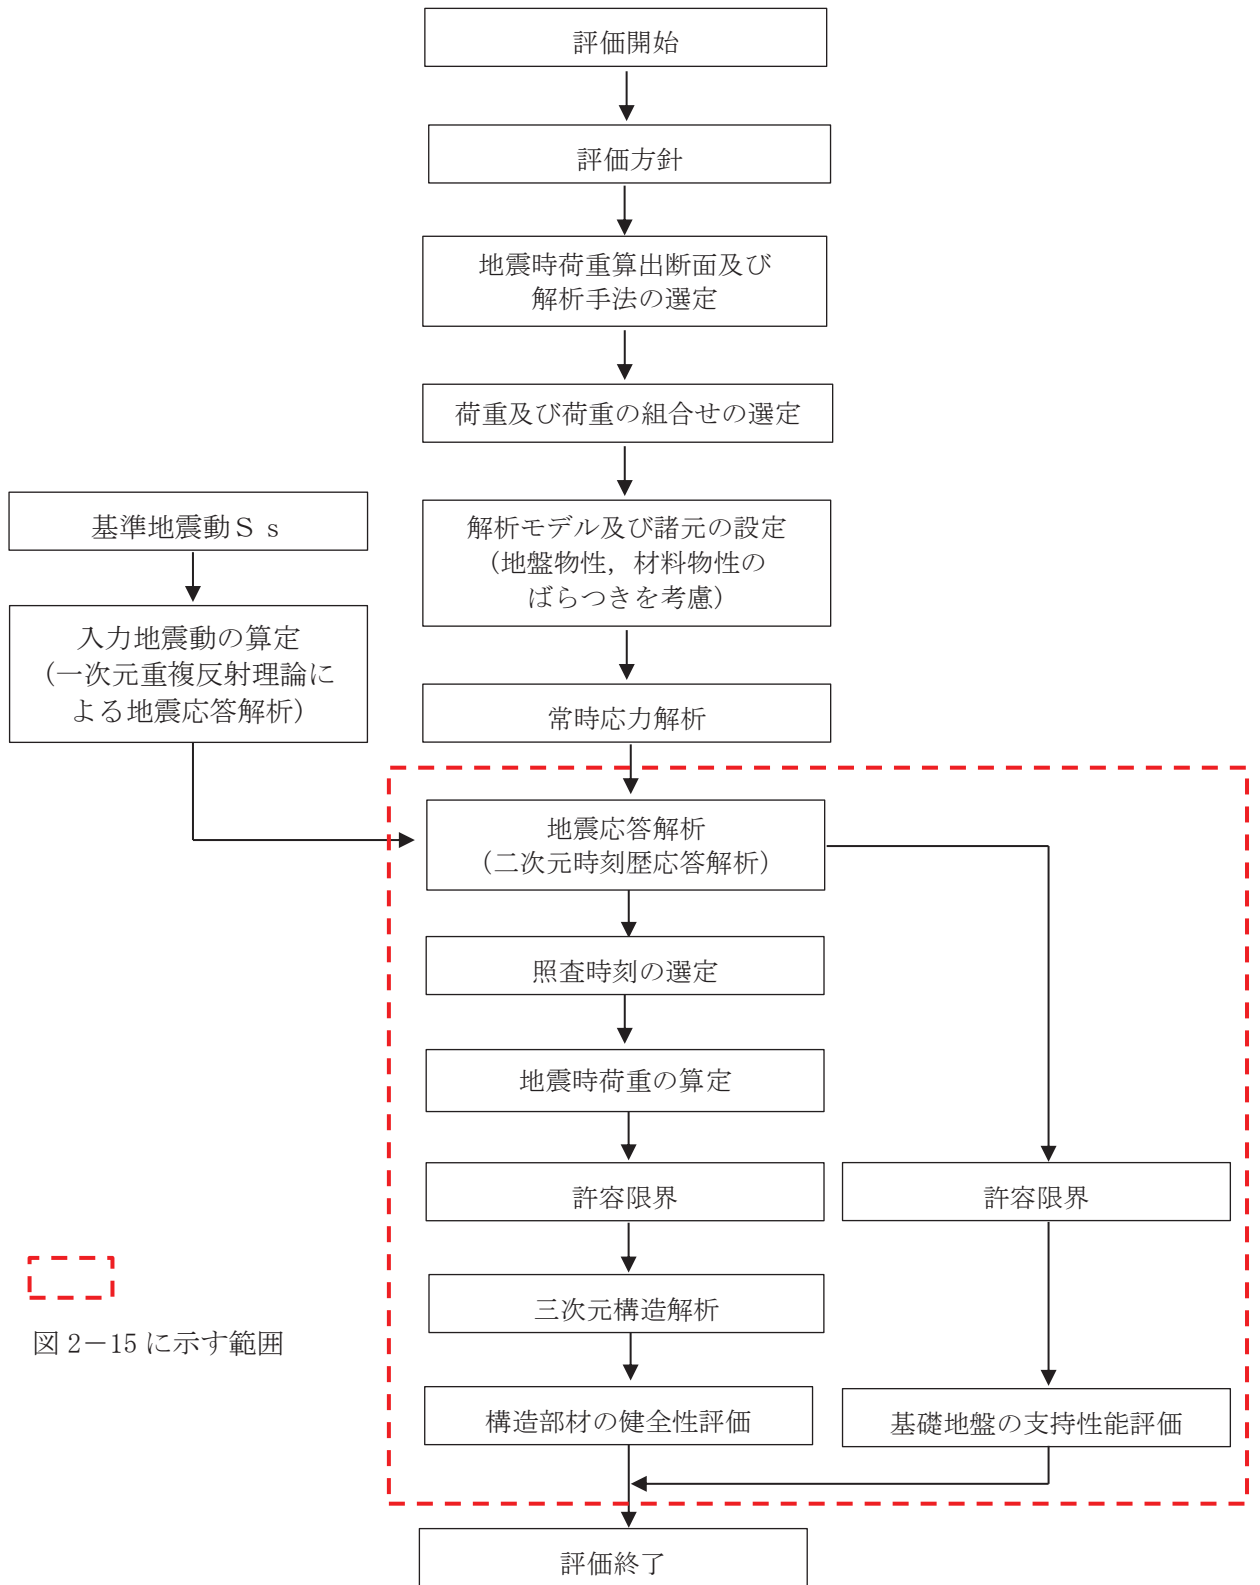 評価開始
評価方針
地震時荷重算出断面及び
解析手法の選定
荷重及び荷重の組合せの選定
基準地震動Ｓｓ
解析モデル及び諸元の設定
（地盤物性，材料物性の
ばらつきを考慮）
入力地震動の算定
（一次元重複反射理論に
よる地震応答解析）
常時応力解析
地震応答解析
（二次元時刻歴応答解析）
照査時刻の選定
地震時荷重の算定
許容限界
許容限界
三次元構造解析
図 2－15 に示す範囲
構造部材の健全性評価
基礎地盤の支持性能評価
評価終了